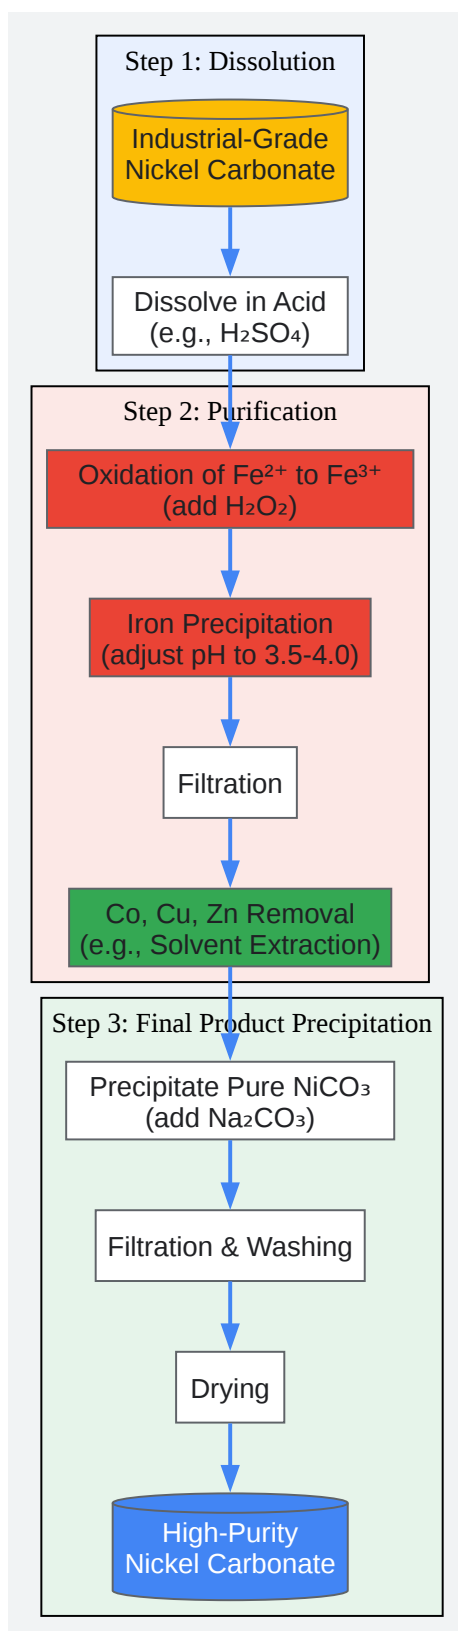 Step 1: Dissolution
Industrial-Grade
Nickel Carbonate
Dissolve in Acid
(e.g., H₂SO₄)
Step 2: Purification
Oxidation of Fe²⁺ to Fe³⁺
(add H₂O₂)
Iron Precipitation
(adjust pH to 3.5-4.0)
Filtration
Co, Cu, Zn Removal
(e.g., Solvent Extraction)
Step 3: Final Product Precipitation
Precipitate Pure NiCO₃
(add Na₂CO₃)
Filtration & Washing
Drying
High-Purity
Nickel Carbonate